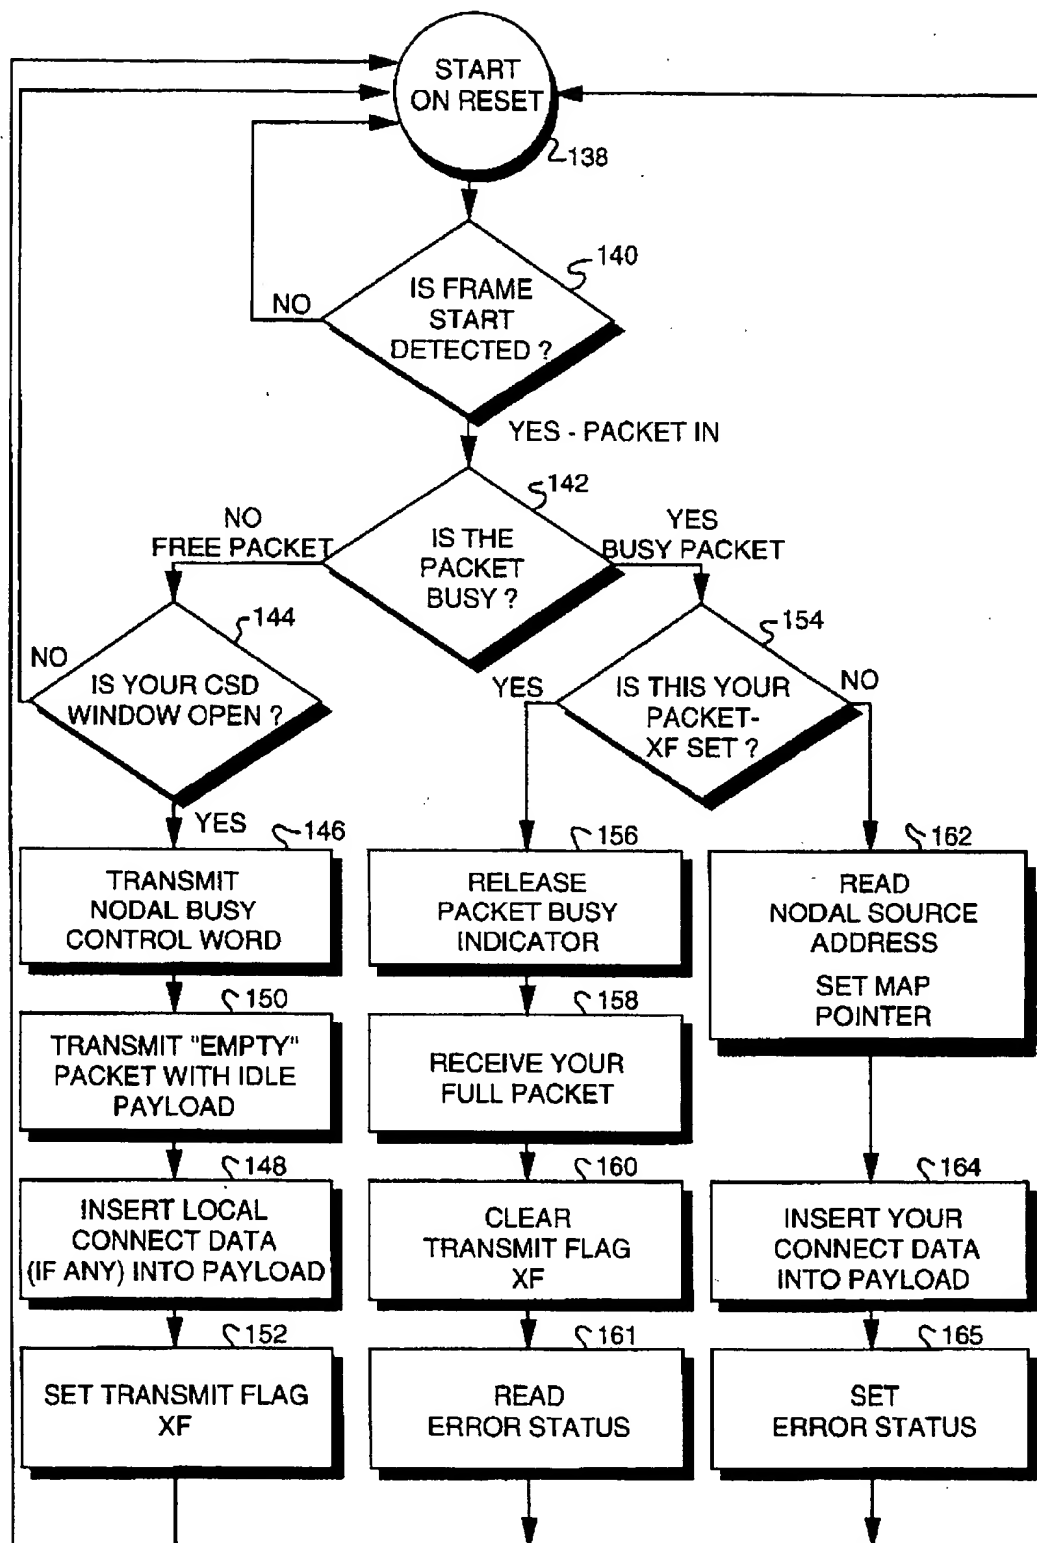 START
ON RESET
138
140
IS FRAME
START
DETECTED ?
NO
YES - PACKET IN
142
IS THE
PACKET
BUSY ?
NO
FREE PACKET
YES
BUSY PACKET
144
IS YOUR CSD
WINDOW OPEN ?
NO
YES
154
IS THIS YOUR
PACKET-
XF SET ?
YES
NO
146
TRANSMIT
NODAL BUSY
CONTROL WORD
150
TRANSMIT "EMPTY"
PACKET WITH IDLE
PAYLOAD
148
INSERT LOCAL
CONNECT DATA
(IF ANY) INTO PAYLOAD
152
SET TRANSMIT FLAG
XF
156
RELEASE
PACKET BUSY
INDICATOR
158
RECEIVE YOUR
FULL PACKET
160
CLEAR
TRANSMIT FLAG
XF
161
READ
ERROR STATUS
162
READ
NODAL SOURCE
ADDRESS
SET MAP
POINTER
164
INSERT YOUR
CONNECT DATA
INTO PAYLOAD
165
SET
ERROR STATUS